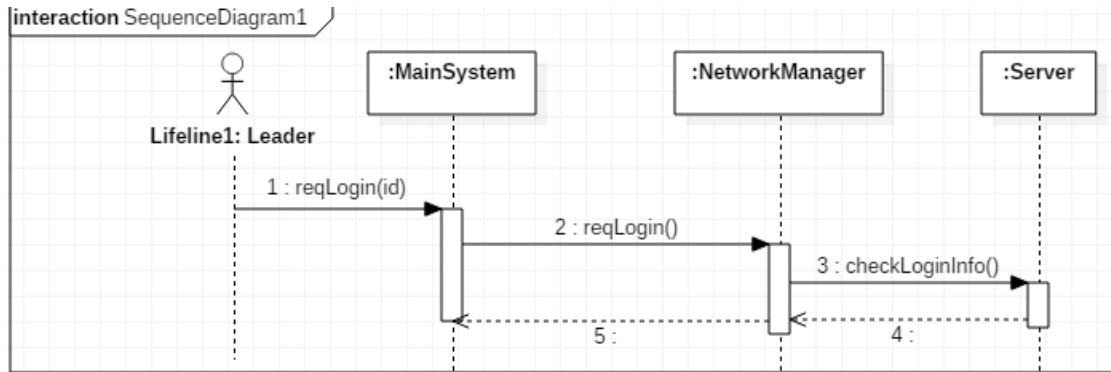 interaction SequenceDiagram1
:MainSystem
:NetworkManager
:Server
Lifeline1: Leader
1 : reqLogin(id)
2 : reqLogin()
3 : checkLoginInfo()
5 :
4 :